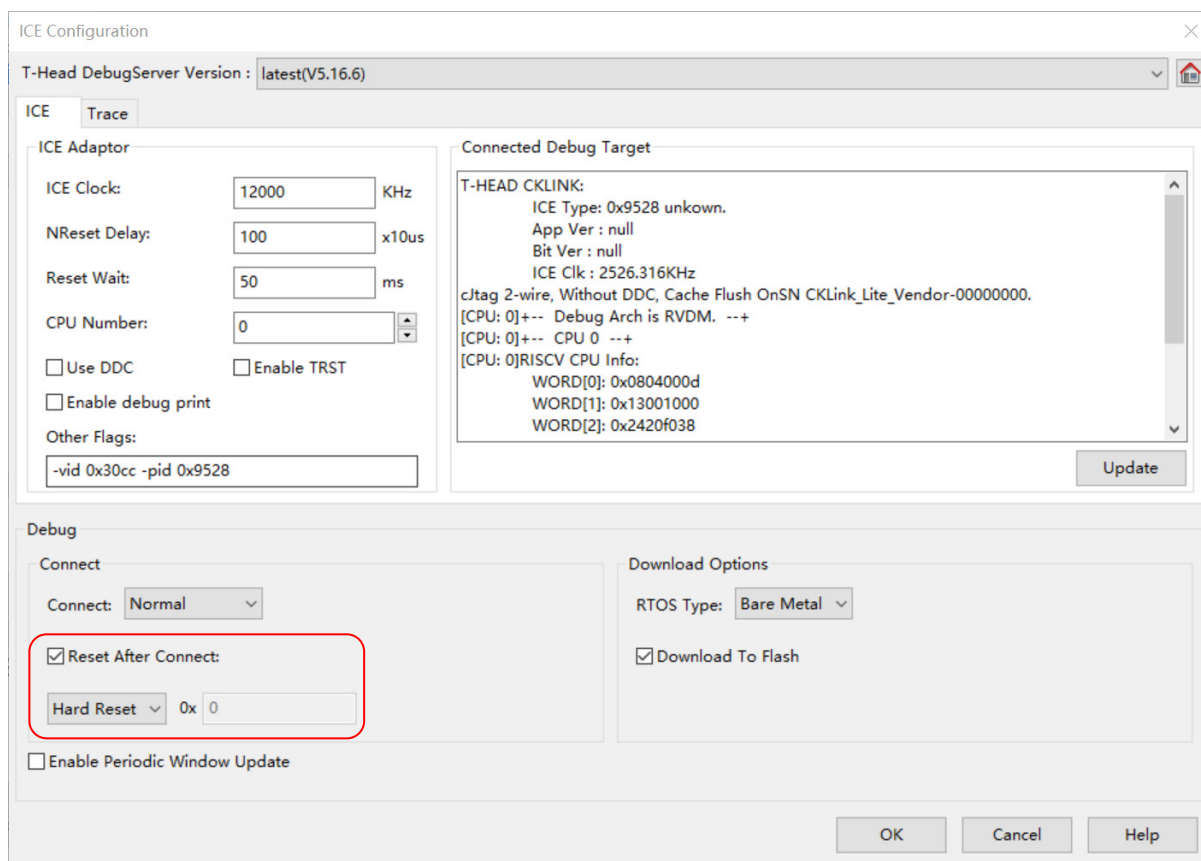 ICE Configuration
T-Head DebugServer Version : latest(V5.16.6)
ICE Trace
ICE Adaptor
ICE Clock: 12000 KHz
NReset Delay: 100 x10us
Reset Wait: 50 ms
CPU Number: 0
Use DDC Enable TRST
Enable debug print
Other Flags:
-vid 0x30cc -pid 0x9528
Connected Debug Target
T-HEAD CKLINK:
ICE Type: 0x9528 unkown.
App Ver : null
Bit Ver : null
ICE Clk : 2526.316KHz
cJtag 2-wire, Without DDC, Cache Flush OnSN CKLink_Lite_Vendor-00000000.
[CPU: 0]+-- Debug Arch is RVDM. --+
[CPU: 0]+-- CPU 0 --+
[CPU: 0]RISCV CPU Info:
WORD[0]: 0x0804000d
WORD[1]: 0x13001000
WORD[2]: 0x2420f038
Update
Debug
Connect
Connect: Normal
Reset After Connect:
Hard Reset 0x 0
Download Options
RTOS Type: Bare Metal
Download To Flash
Enable Periodic Window Update
OK Cancel Help